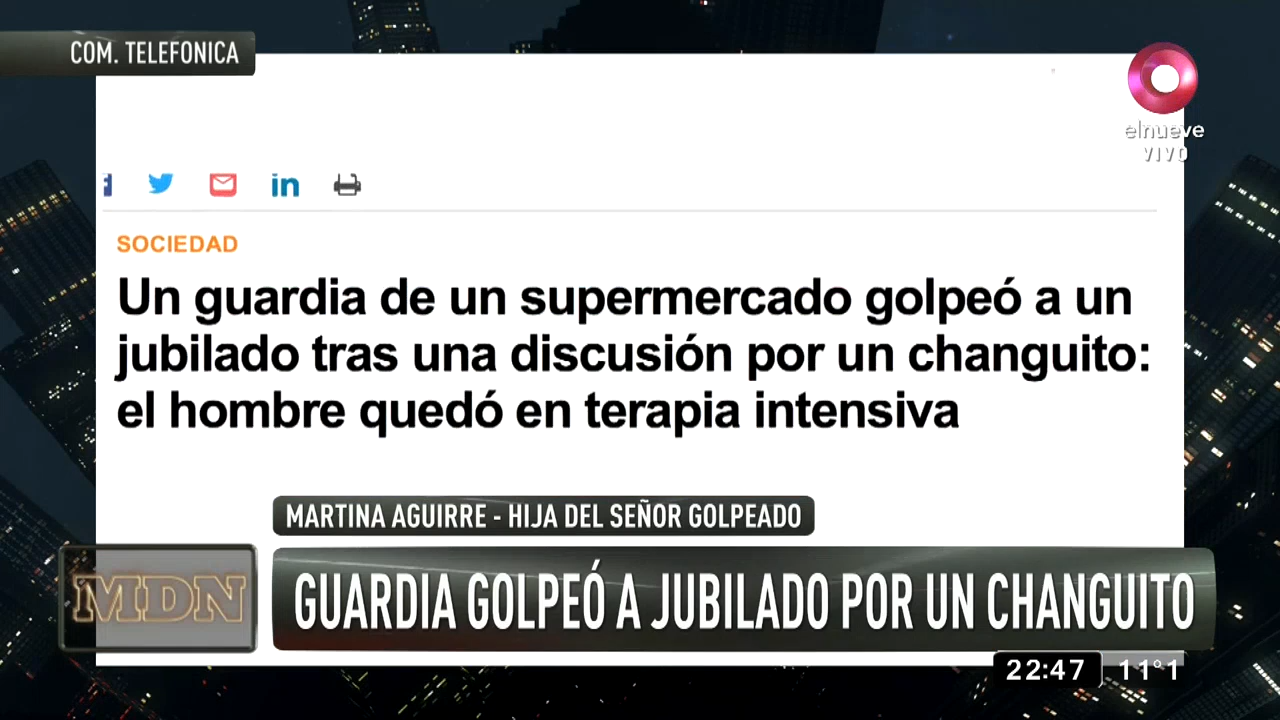 COM. TELEFONICA
elnueve
VIVO
in
SOCIEDAD
Un guardia de un supermercado golpeó a un
jubilado tras una discusión por un changuito:
el hombre quedó en terapia intensiva
MARTINA AGUIRRE - HIJA DEL SEÑOR GOLPEADO
MDN
GUARDIA GOLPEÓ A JUBILADO POR UN CHANGUITO
22:47 11°1